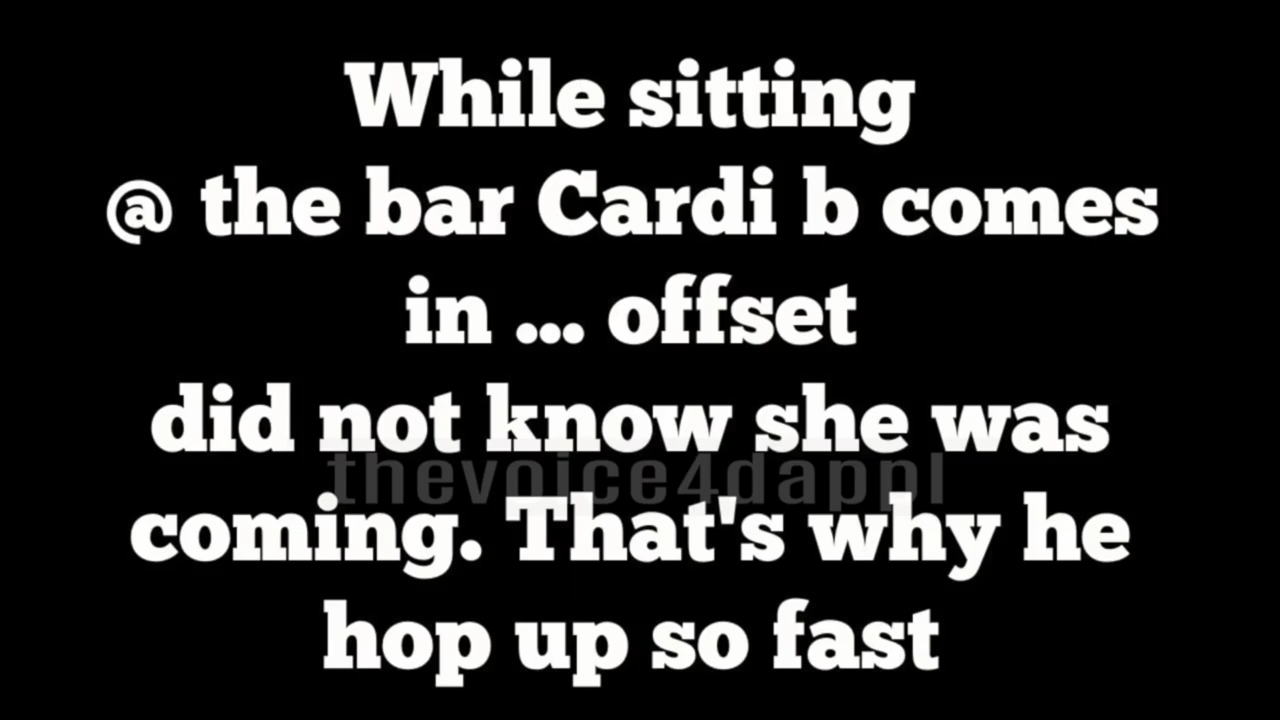 While sitting
@ the bar Cardi b comes
in ... offset
did not know she was
thevoice4dappl
coming. That's why he
hop up so fast